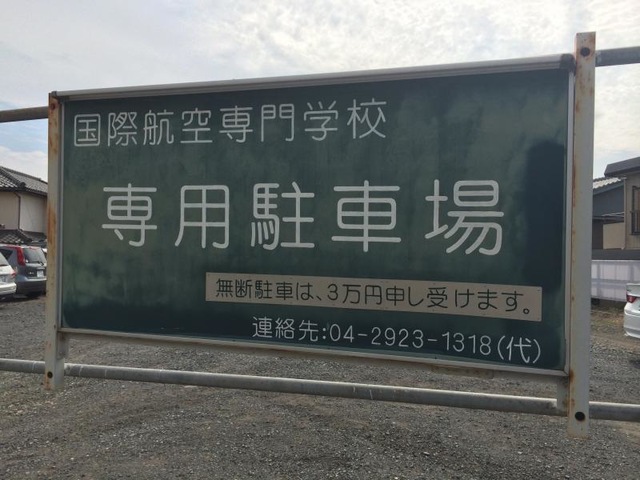 国際航空専門学校
専用駐車場
無断駐車は、3万円申し受けます。
連絡先:04-2923-1318(代)